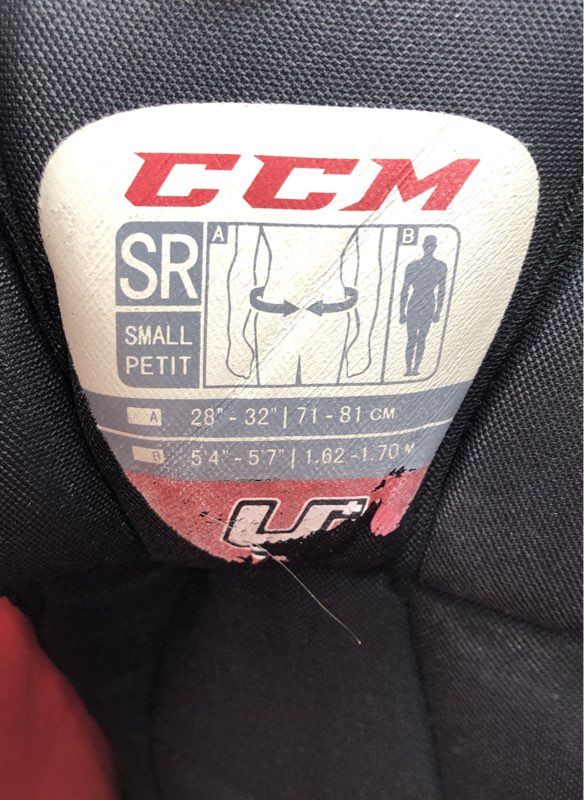 CCM
SR
SMALL
PETIT
A
B
A 28" - 32" | 71 - 81 CM
B 5'4" - 5'7" | 1.62 - 1.70 M